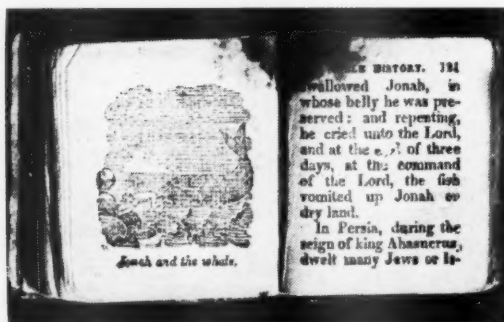 Jonah and the whale.
HISTORY. 191
swallowed Jonah, in
whose belly he was pre-
served: and repenting,
he cried unto the Lord,
and at the of three
days, at the command
of the Lord, the fish
vomited up Jonah on
dry land.
In Persia, during the
reign of king Ahasuerus,
dwelt many Jews or Is-